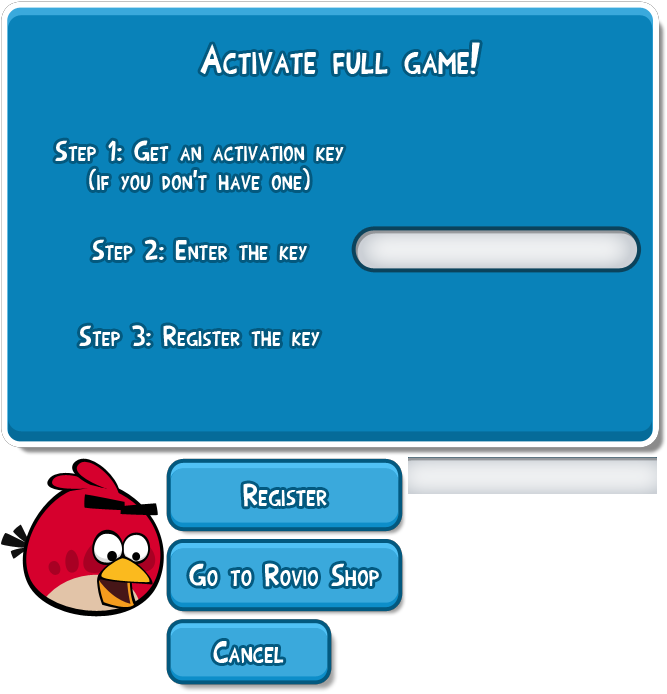 Activate full game!
Step 1: Get an activation key
(if you don't have one)
Step 2: Enter the key
Step 3: Register the key
Register
Go to Rovio Shop
Cancel